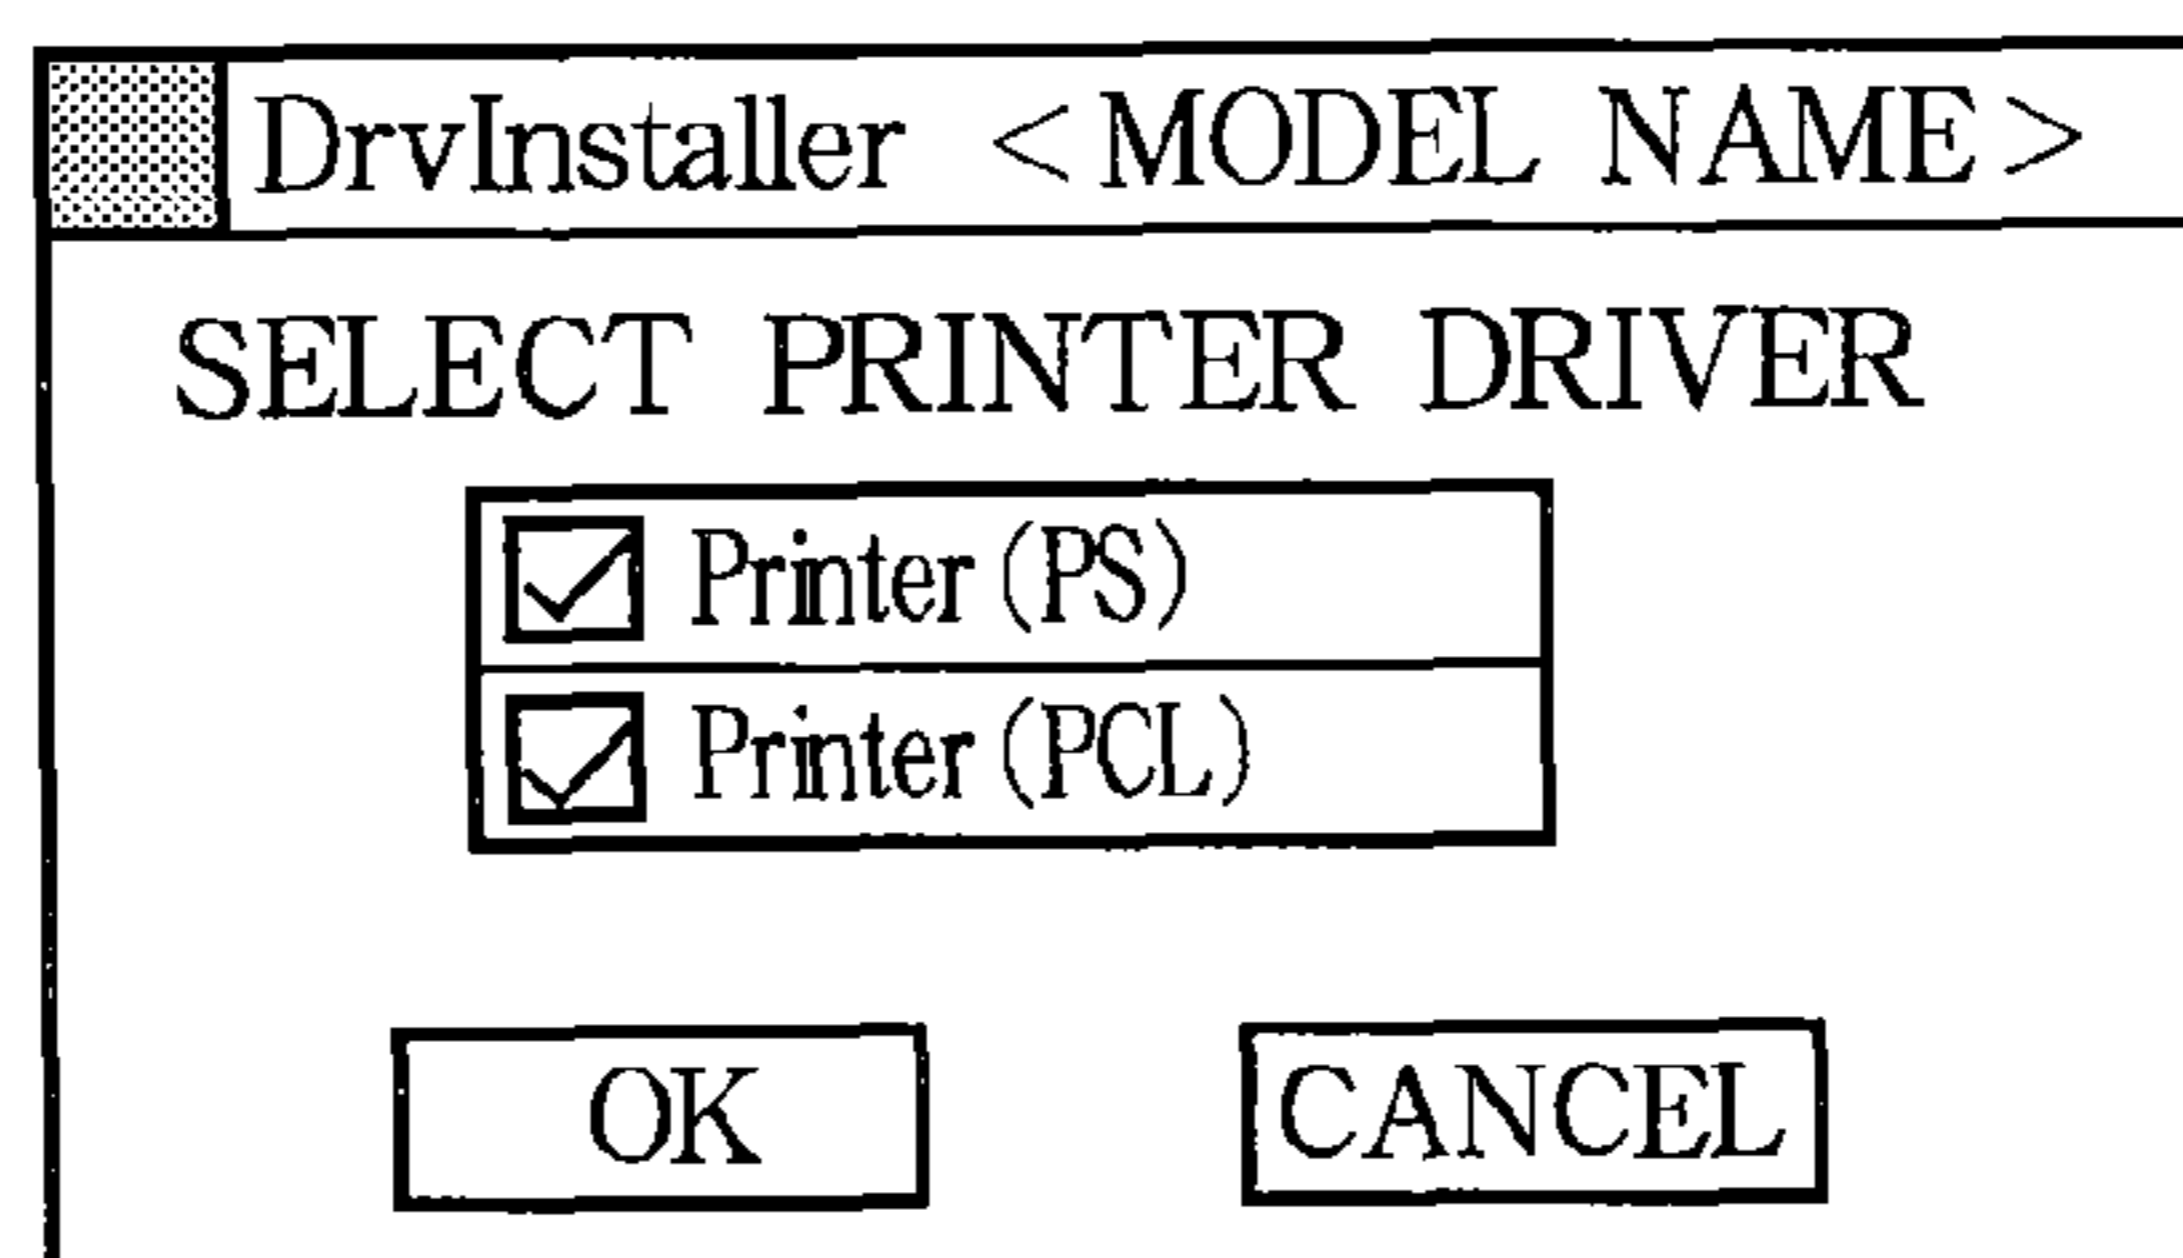 DrvInstaller <MODEL NAME>
SELECT PRINTER DRIVER
Printer (PS)
Printer (PCL)
OK
CANCEL